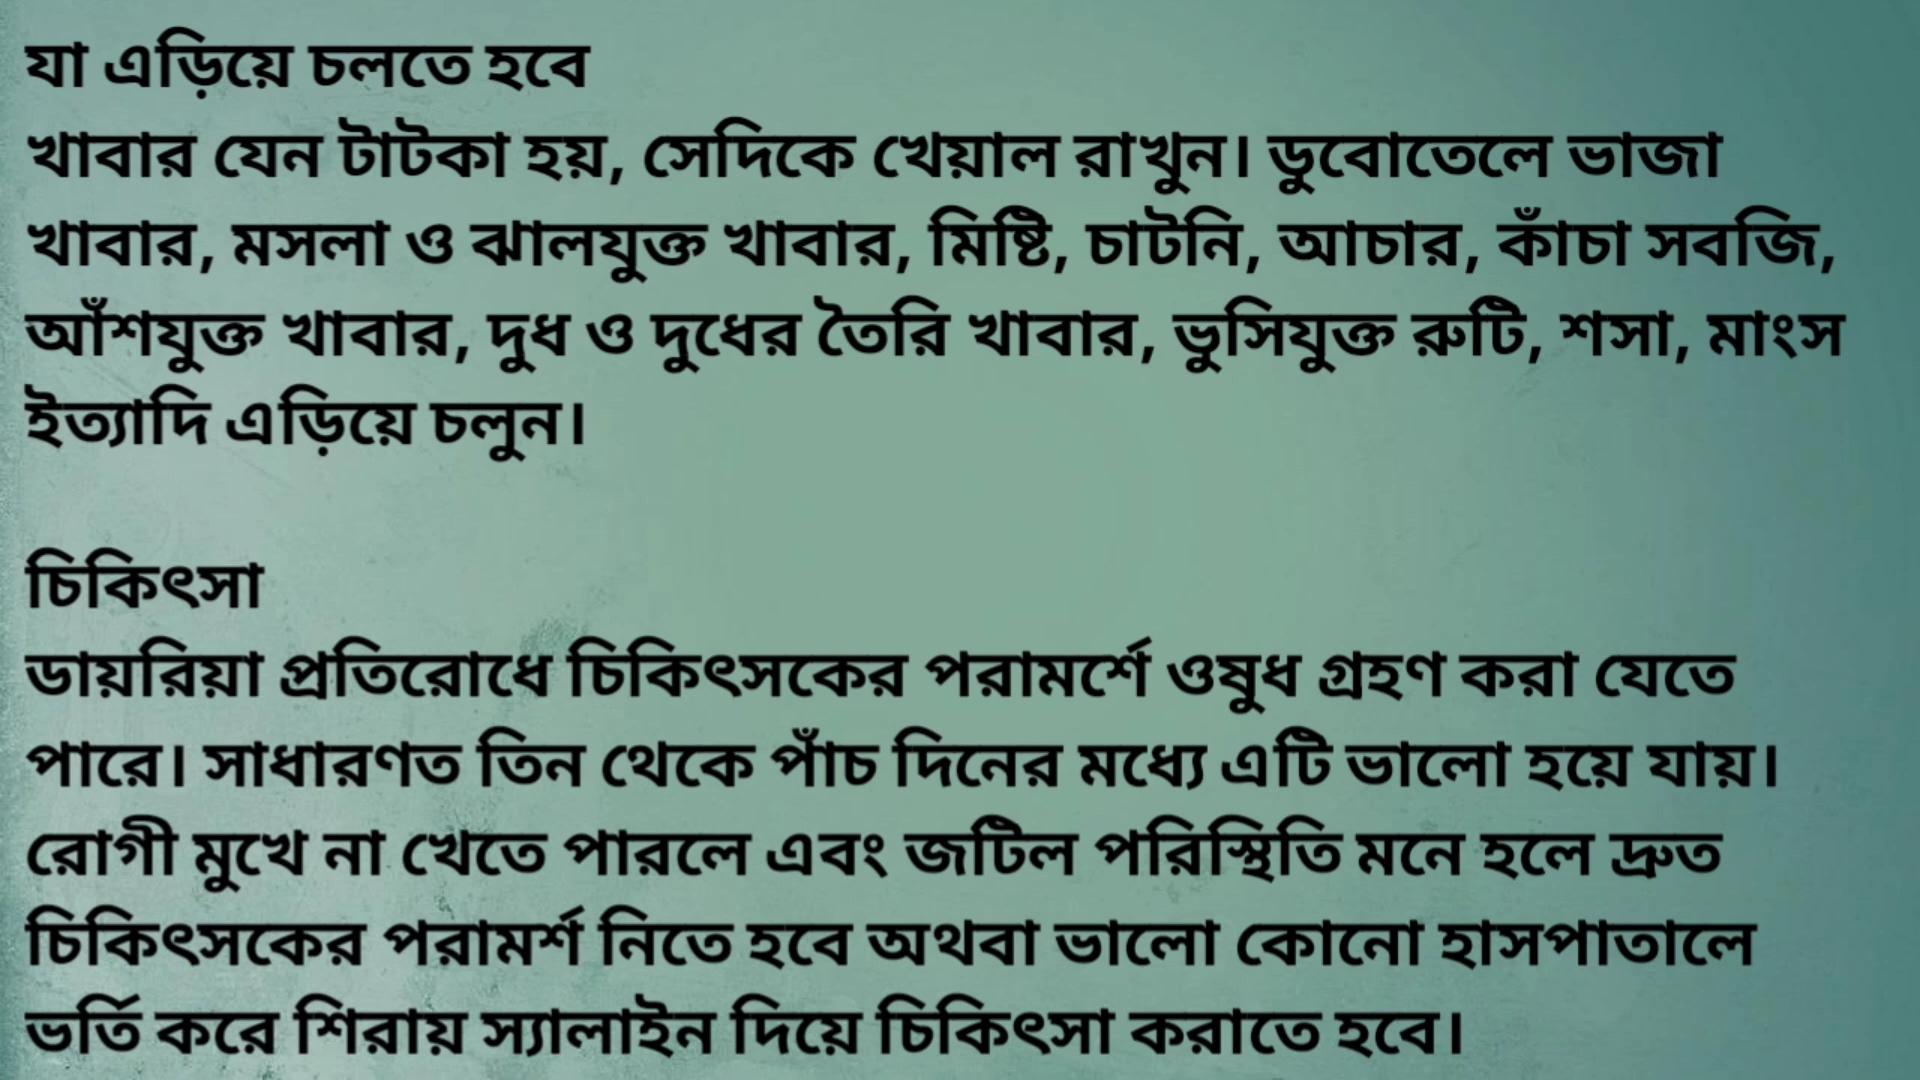 যা এড়িয়ে চলতে হবে
খাবার যেন টাটকা হয়, সেদিকে খেয়াল রাখুন। ডুবোতেলে ভাজা
খাবার, মসলা ও ঝালযুক্ত খাবার, মিষ্টি, চাটনি, আচার, কাঁচা সবজি,
আঁশযুক্ত খাবার, দুধ ও দুধের তৈরি খাবার, ভুসিযুক্ত রুটি, শসা, মাংস
ইত্যাদি এড়িয়ে চলুন।
চিকিৎসা
ডায়রিয়া প্রতিরোধে চিকিৎসকের পরামর্শে ওষুধ গ্রহণ করা যেতে
পারে। সাধারণত তিন থেকে পাঁচ দিনের মধ্যে এটি ভালো হয়ে যায়।
রোগী মুখে না খেতে পারলে এবং জটিল পরিস্থিতি মনে হলে দ্রুত
চিকিৎসকের পরামর্শ নিতে হবে অথবা ভালো কোনো হাসপাতালে
ভর্তি করে শিরায় স্যালাইন দিয়ে চিকিৎসা করাতে হবে।